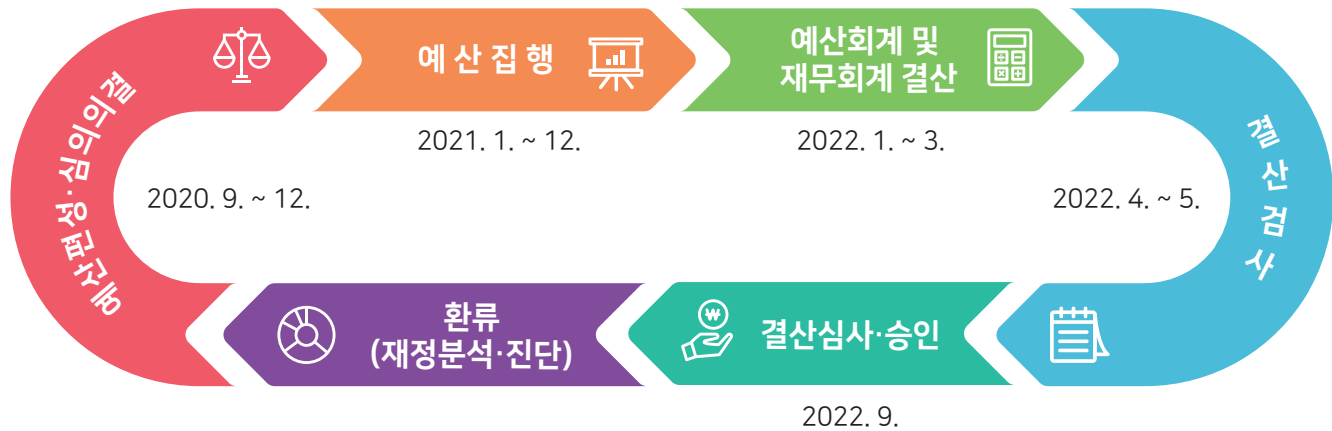 예산편성·심의의결
2020. 9. ~ 12.
예 산 집 행
2021. 1. ~ 12.
예산회계 및
재무회계 결산
2022. 1. ~ 3.
결산검사
2022. 4. ~ 5.
결산심사·승인
2022. 9.
환류
(재정분석·진단)